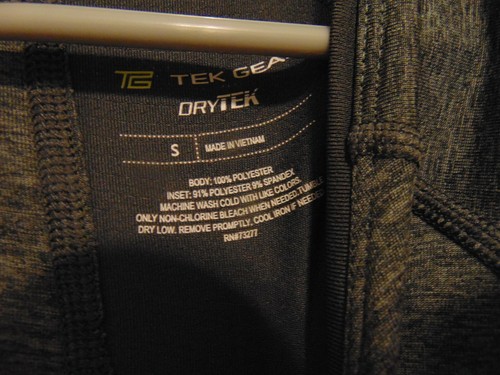 TG TEK GEAR
DRYTEK
S MADE IN VIETNAM
BODY: 100% POLYESTER
INSET: 91% POLYESTER 9% SPANDEX
MACHINE WASH COLD WITH LIKE COLORS.
ONLY NON-CHLORINE BLEACH WHEN NEEDED. TUMBLE
DRY LOW. REMOVE PROMPTLY. COOL IRON IF NEEDED
RN#73277